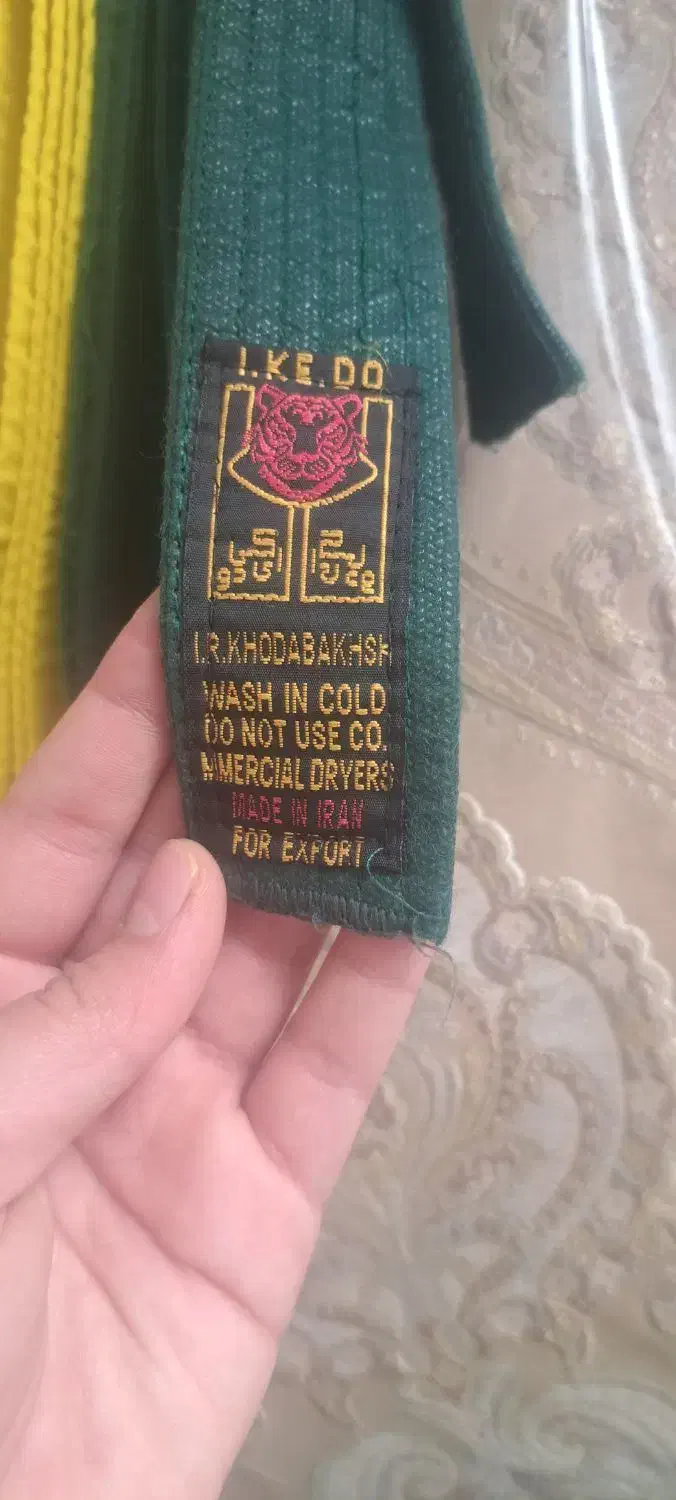 I.KE.DO
I.R.KHODABAKHSH
WASH IN COLD
DO NOT USE CO.
MMERCIAL DRYERS
MADE IN IRAN
FOR EXPORT